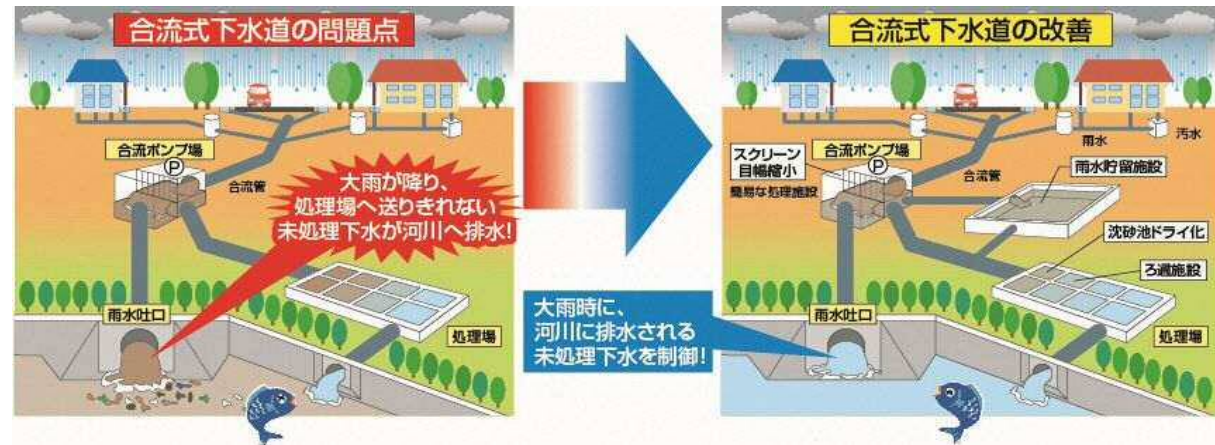 合流式下水道の問題点
合流ポンプ場
P
合流管
大雨が降り、
処理場へ送りきれない
未処理下水が河川へ排水!
雨水吐口
処理場
大雨時に、
河川に排水される
未処理下水を制御!
合流式下水道の改善
スクリーン
目幅縮小
簡易な処理施設
合流ポンプ場
P
合流管
雨水
汚水
雨水貯留施設
沈砂池ドライ化
ろ過施設
雨水吐口
処理場